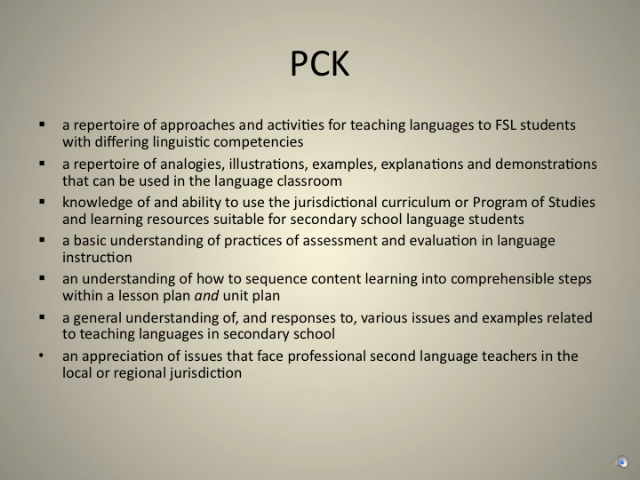 PCK
▪ a repertoire of approaches and activities for teaching languages to FSL students
with differing linguistic competencies
▪ a repertoire of analogies, illustrations, examples, explanations and demonstrations
that can be used in the language classroom
▪ knowledge of and ability to use the jurisdictional curriculum or Program of Studies
and learning resources suitable for secondary school language students
▪ a basic understanding of practices of assessment and evaluation in language
instruction
▪ an understanding of how to sequence content learning into comprehensible steps
within a lesson plan and unit plan
▪ a general understanding of, and responses to, various issues and examples related
to teaching languages in secondary school
• an appreciation of issues that face professional second language teachers in the
local or regional jurisdiction